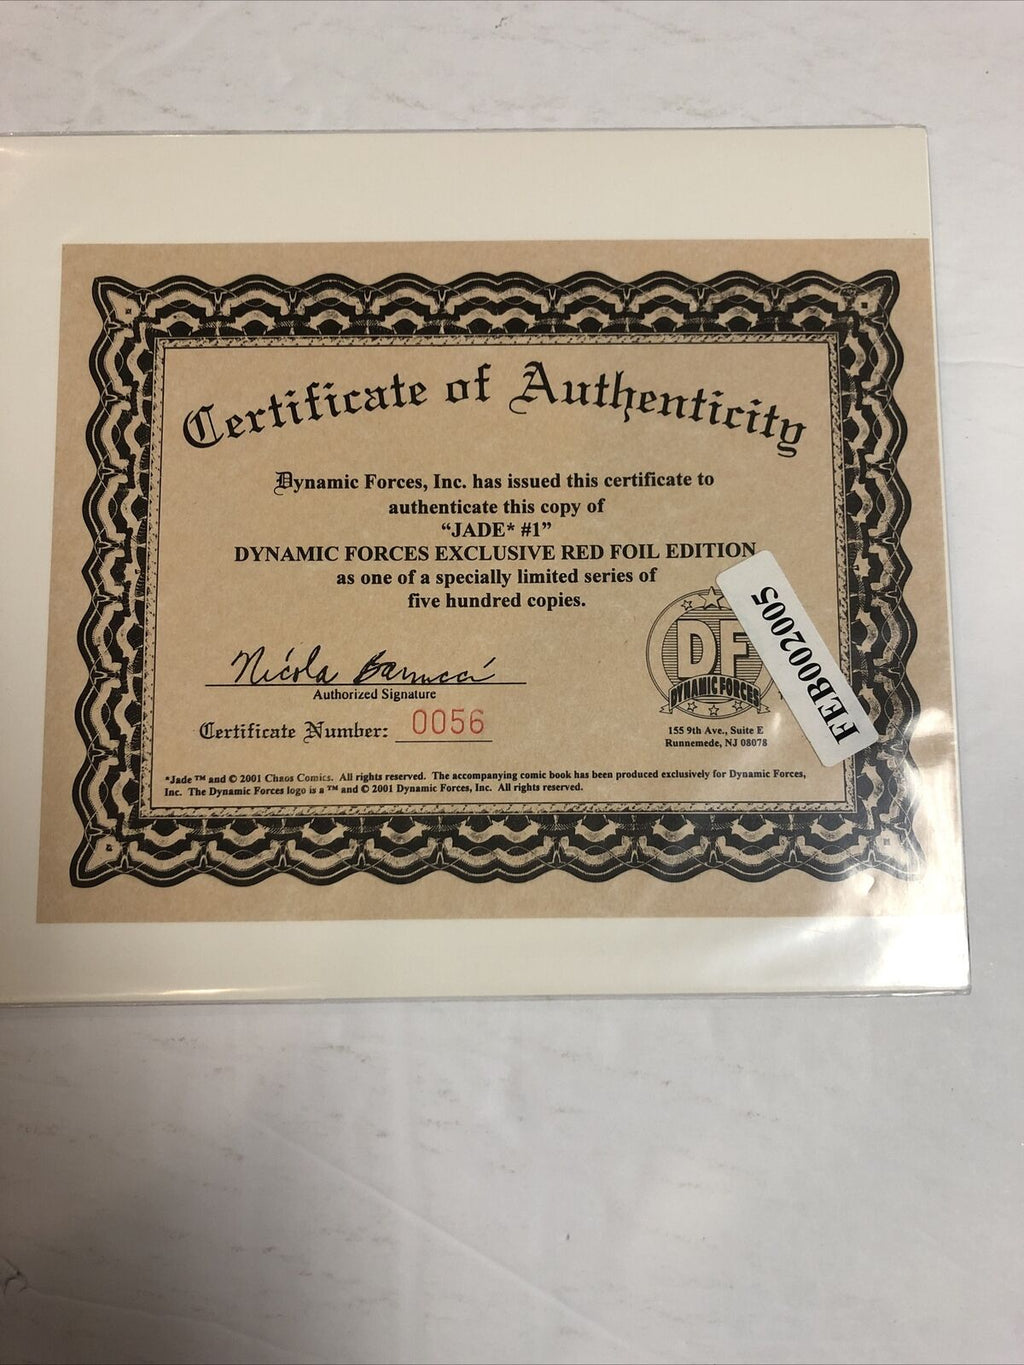 Certificate of Authenticity
Dynamic Forces, Inc. has issued this certificate to
authenticate this copy of
“JADE* #1”
DYNAMIC FORCES EXCLUSIVE RED FOIL EDITION
as one of a specially limited series of
five hundred copies.
Nicola Barrucci
Authorized Signature
Certificate Number: 0056
DF
DYNAMIC FORCES
155 9th Ave., Suite E
Runnemede, NJ 08078
FEB002005
*Jade ™ and © 2001 Chaos Comics. All rights reserved. The accompanying comic book has been produced exclusively for Dynamic Forces,
Inc. The Dynamic Forces logo is a ™ and © 2001 Dynamic Forces, Inc. All rights reserved.